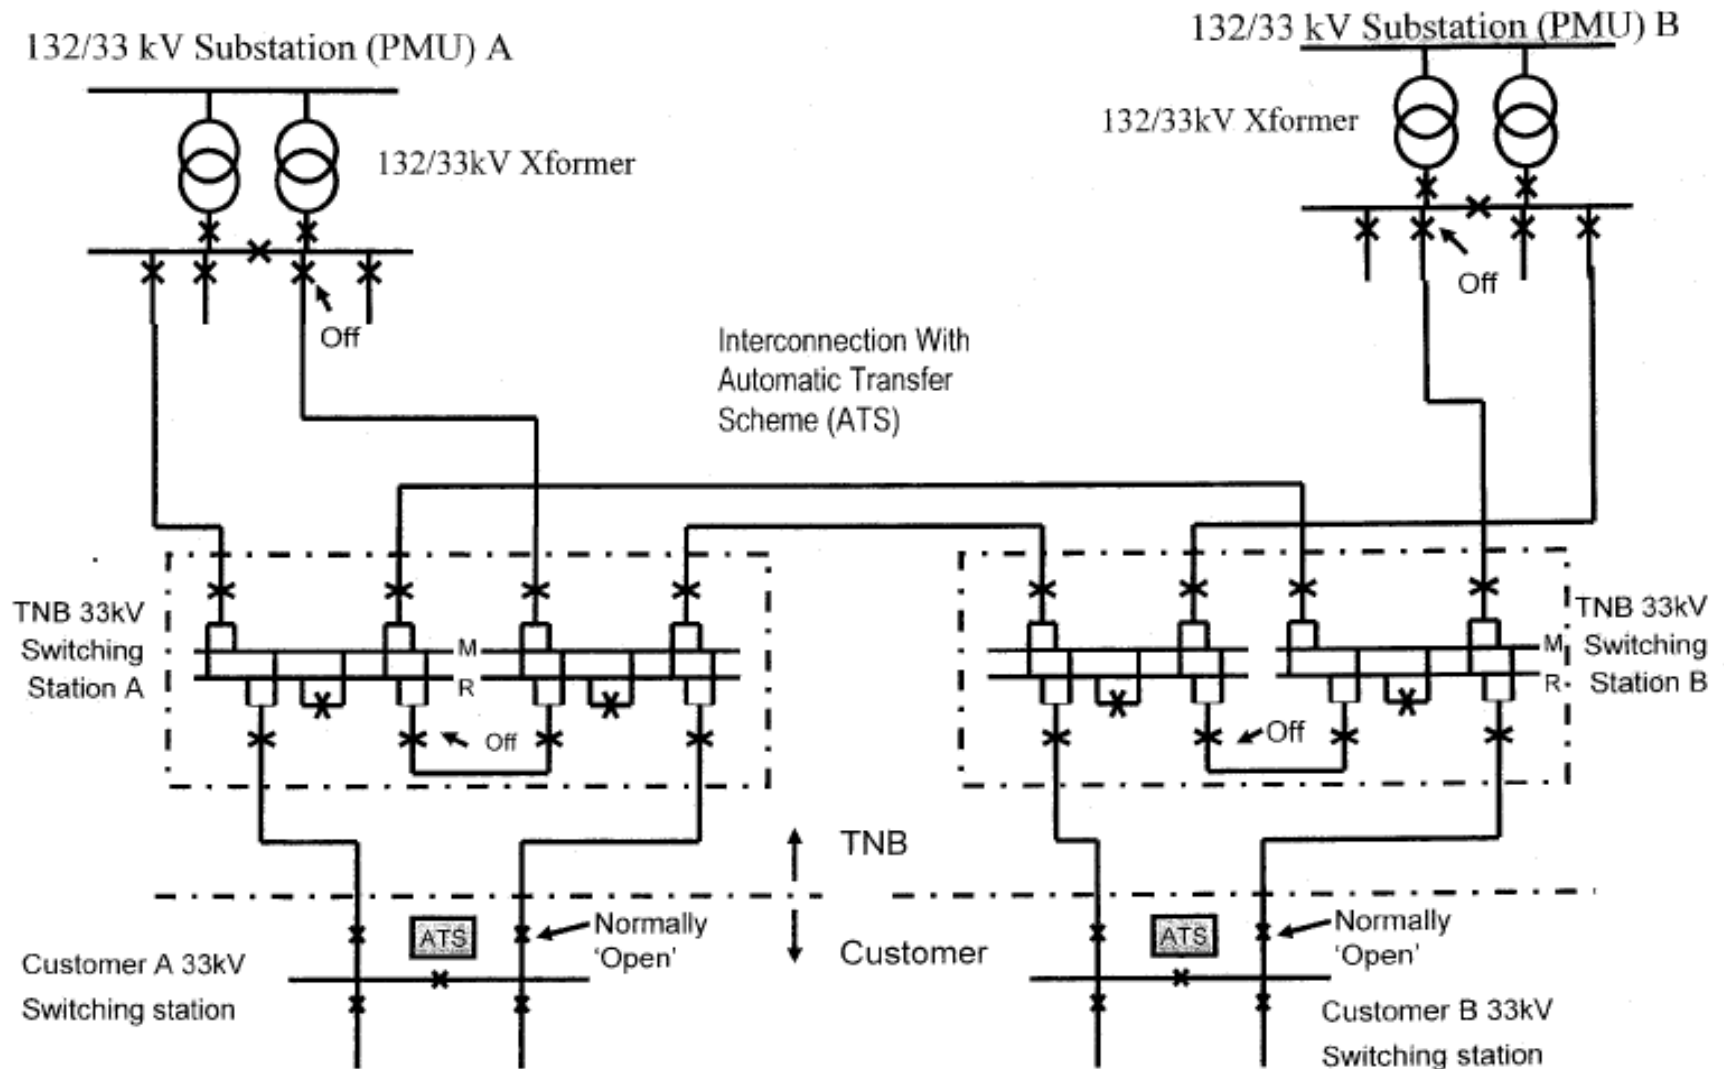 132/33 kV Substation (PMU) A
132/33 kV Substation (PMU) B
132/33kV Xformer
132/33kV Xformer
Off
Off
Interconnection With
Automatic Transfer
Scheme (ATS)
TNB 33kV
Switching
Station A
M
R
Off
TNB 33kV
Switching
Station B
M
R
Off
TNB
Customer
ATS
Normally
'Open'
ATS
Normally
'Open'
Customer A 33kV
Switching station
Customer B 33kV
Switching station